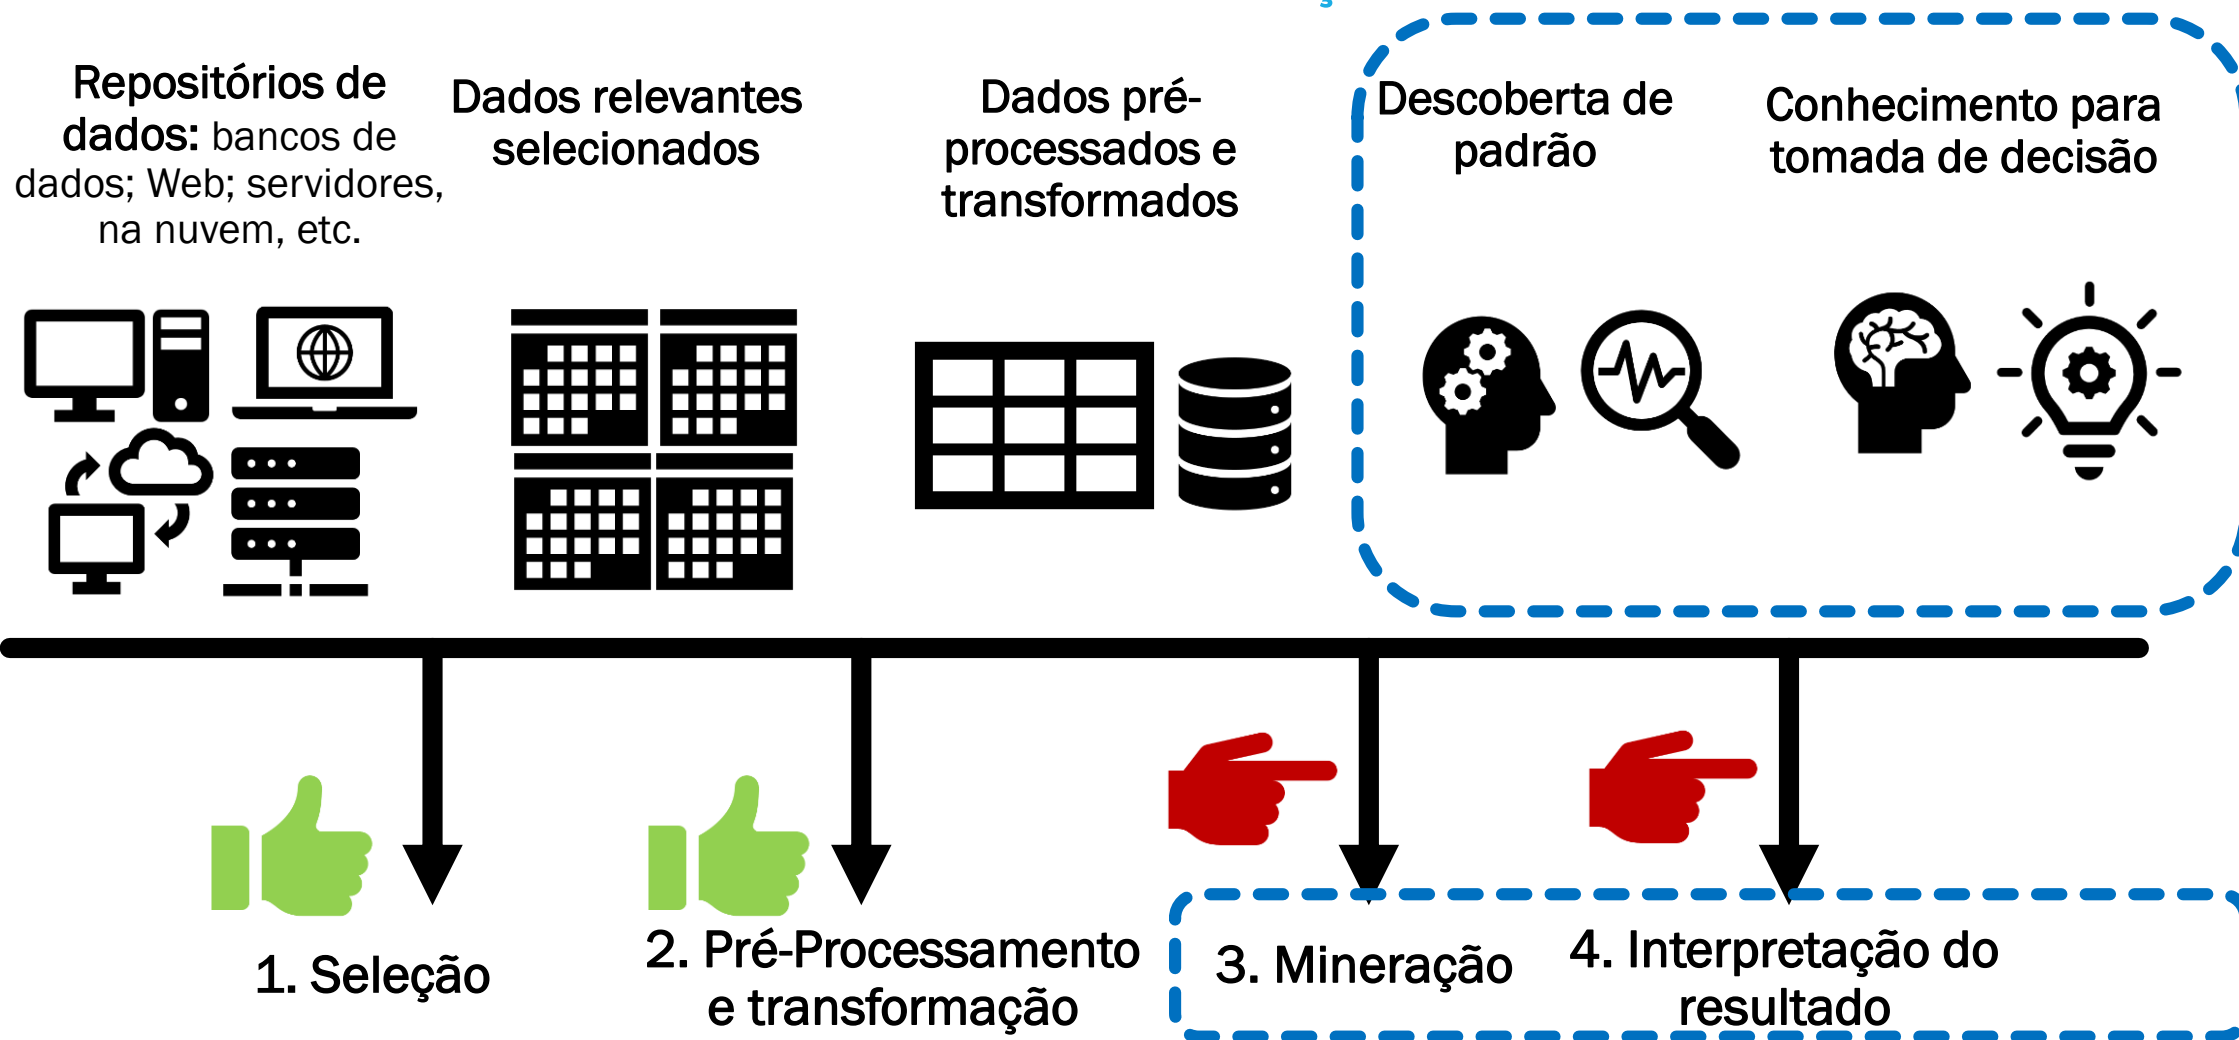 Repositórios de
dados: bancos de
dados; Web; servidores,
na nuvem, etc.
Dados relevantes
selecionados
Dados pré-
processados e
transformados
Descoberta de
padrão
Conhecimento para
tomada de decisão
1. Seleção
2. Pré-Processamento
e transformação
3. Mineração
4. Interpretação do
resultado